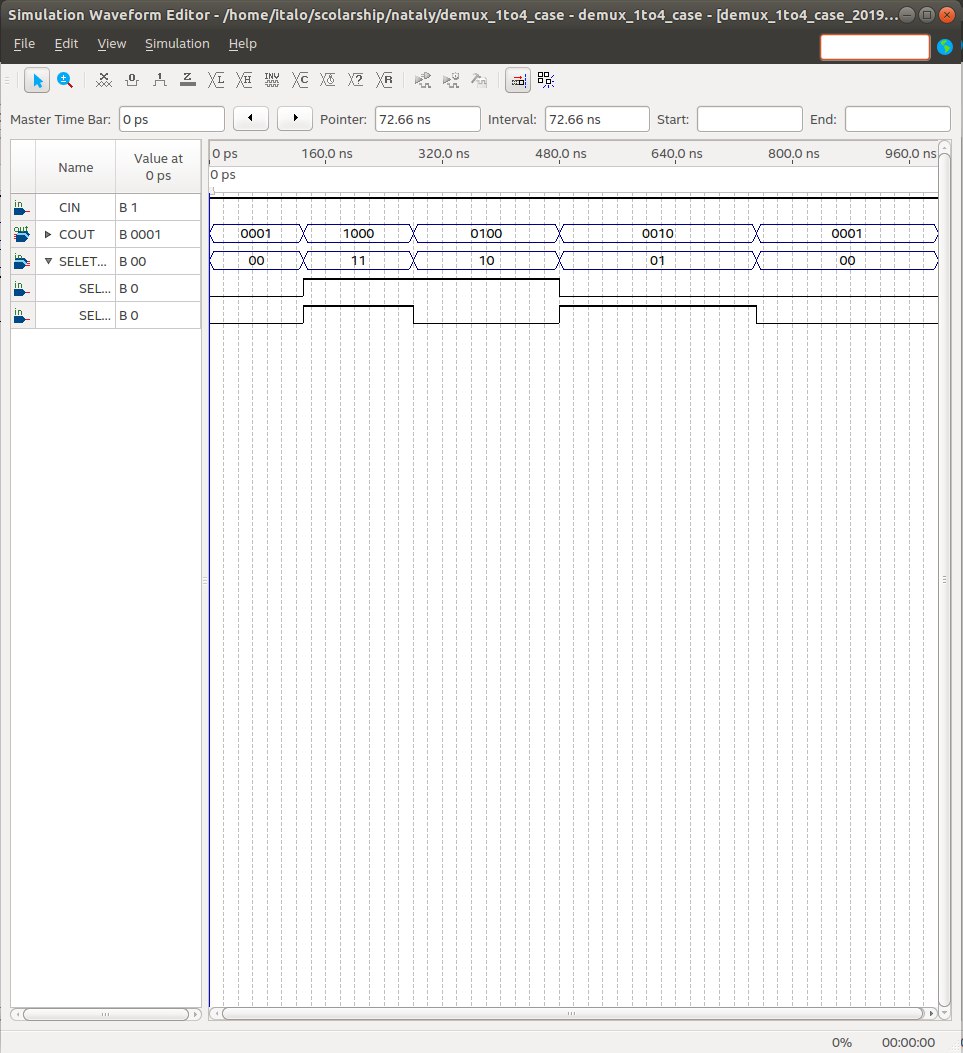 Simulation Waveform Editor - /home/italo/scolarship/nataly/demux_1to4_case - demux_1to4_case - [demux_1to4_case_2019...
File Edit View Simulation Help
0 1 Z L H INV C ? R
Master Time Bar: 0 ps Pointer: 72.66 ns Interval: 72.66 ns Start: End:
Name Value at
0 ps
0 ps 160.0 ns 320.0 ns 480.0 ns 640.0 ns 800.0 ns 960.0 ns
0 ps
in CIN B 1
out COUT B 0001 0001 1000 0100 0010 0001
in SELET... B 00 00 11 10 01 00
in SEL... B 0
in SEL... B 0
0% 00:00:00